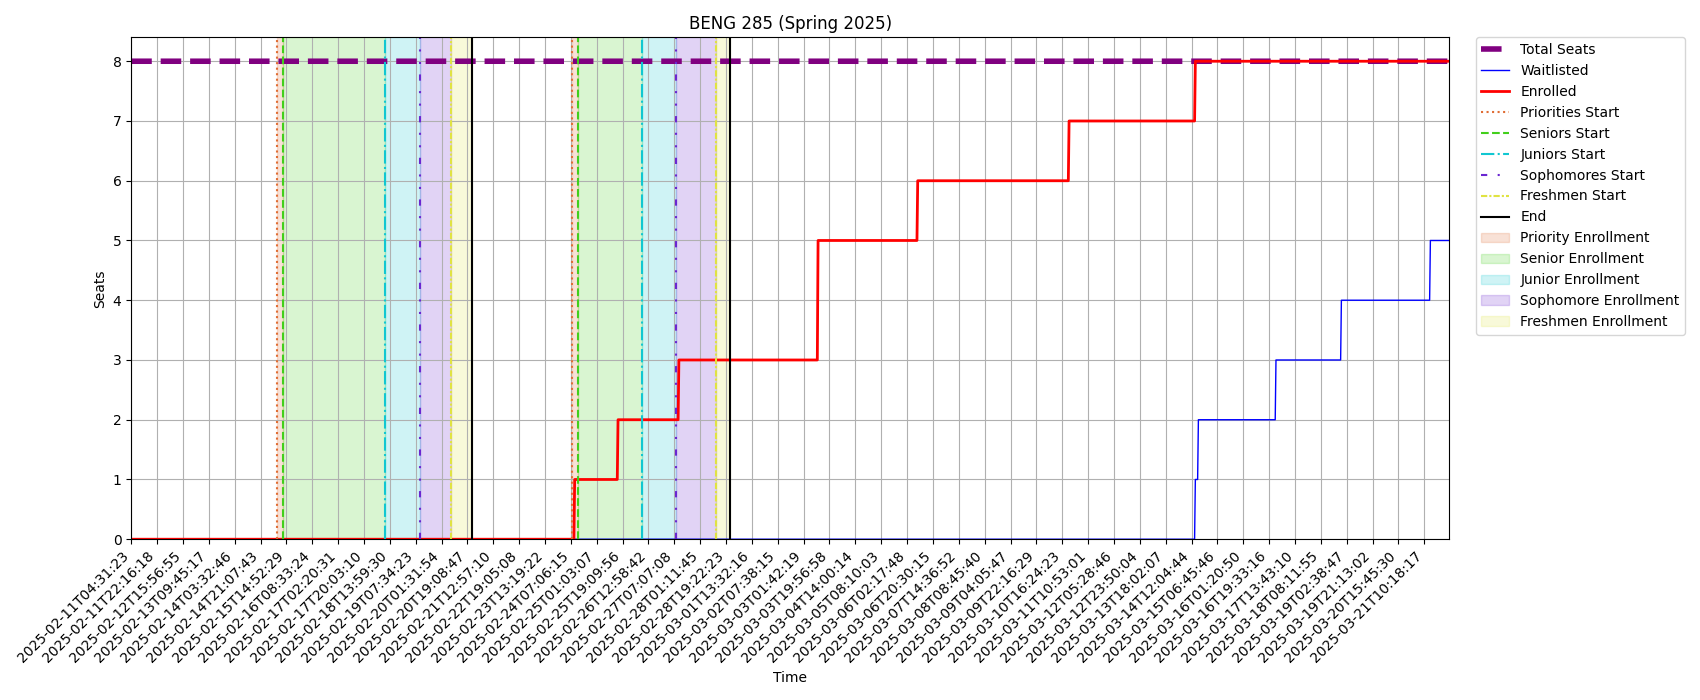 BENG 285 (Spring 2025)
Seats
8
7
6
5
4
3
2
1
0
2025-02-11T04:31:23
2025-02-11T22:16:18
2025-02-12T15:56:55
2025-02-13T09:45:17
2025-02-14T03:32:46
2025-02-14T21:07:43
2025-02-15T14:52:29
2025-02-16T08:33:24
2025-02-17T02:20:31
2025-02-17T20:03:10
2025-02-18T13:59:30
2025-02-19T07:34:23
2025-02-20T01:31:54
2025-02-20T19:08:47
2025-02-21T12:57:10
2025-02-22T19:05:08
2025-02-23T13:19:22
2025-02-24T07:06:15
2025-02-25T01:03:07
2025-02-25T19:09:56
2025-02-26T12:58:42
2025-02-27T07:07:08
2025-02-28T01:11:45
2025-02-28T19:22:23
2025-03-01T13:32:16
2025-03-02T07:38:15
2025-03-03T01:42:19
2025-03-03T19:56:58
2025-03-04T14:00:14
2025-03-05T08:10:03
2025-03-06T02:17:48
2025-03-06T20:30:15
2025-03-07T14:36:52
2025-03-08T08:45:40
2025-03-09T04:05:47
2025-03-09T22:16:29
2025-03-10T16:24:23
2025-03-11T10:53:01
2025-03-12T05:28:46
2025-03-12T23:50:04
2025-03-13T18:02:07
2025-03-14T12:04:44
2025-03-15T06:45:46
2025-03-16T01:20:50
2025-03-16T19:33:16
2025-03-17T13:43:10
2025-03-18T08:11:55
2025-03-19T02:38:47
2025-03-19T21:13:02
2025-03-20T15:45:30
2025-03-21T10:18:17
Time
Total Seats
Waitlisted
Enrolled
Priorities Start
Seniors Start
Juniors Start
Sophomores Start
Freshmen Start
End
Priority Enrollment
Senior Enrollment
Junior Enrollment
Sophomore Enrollment
Freshmen Enrollment